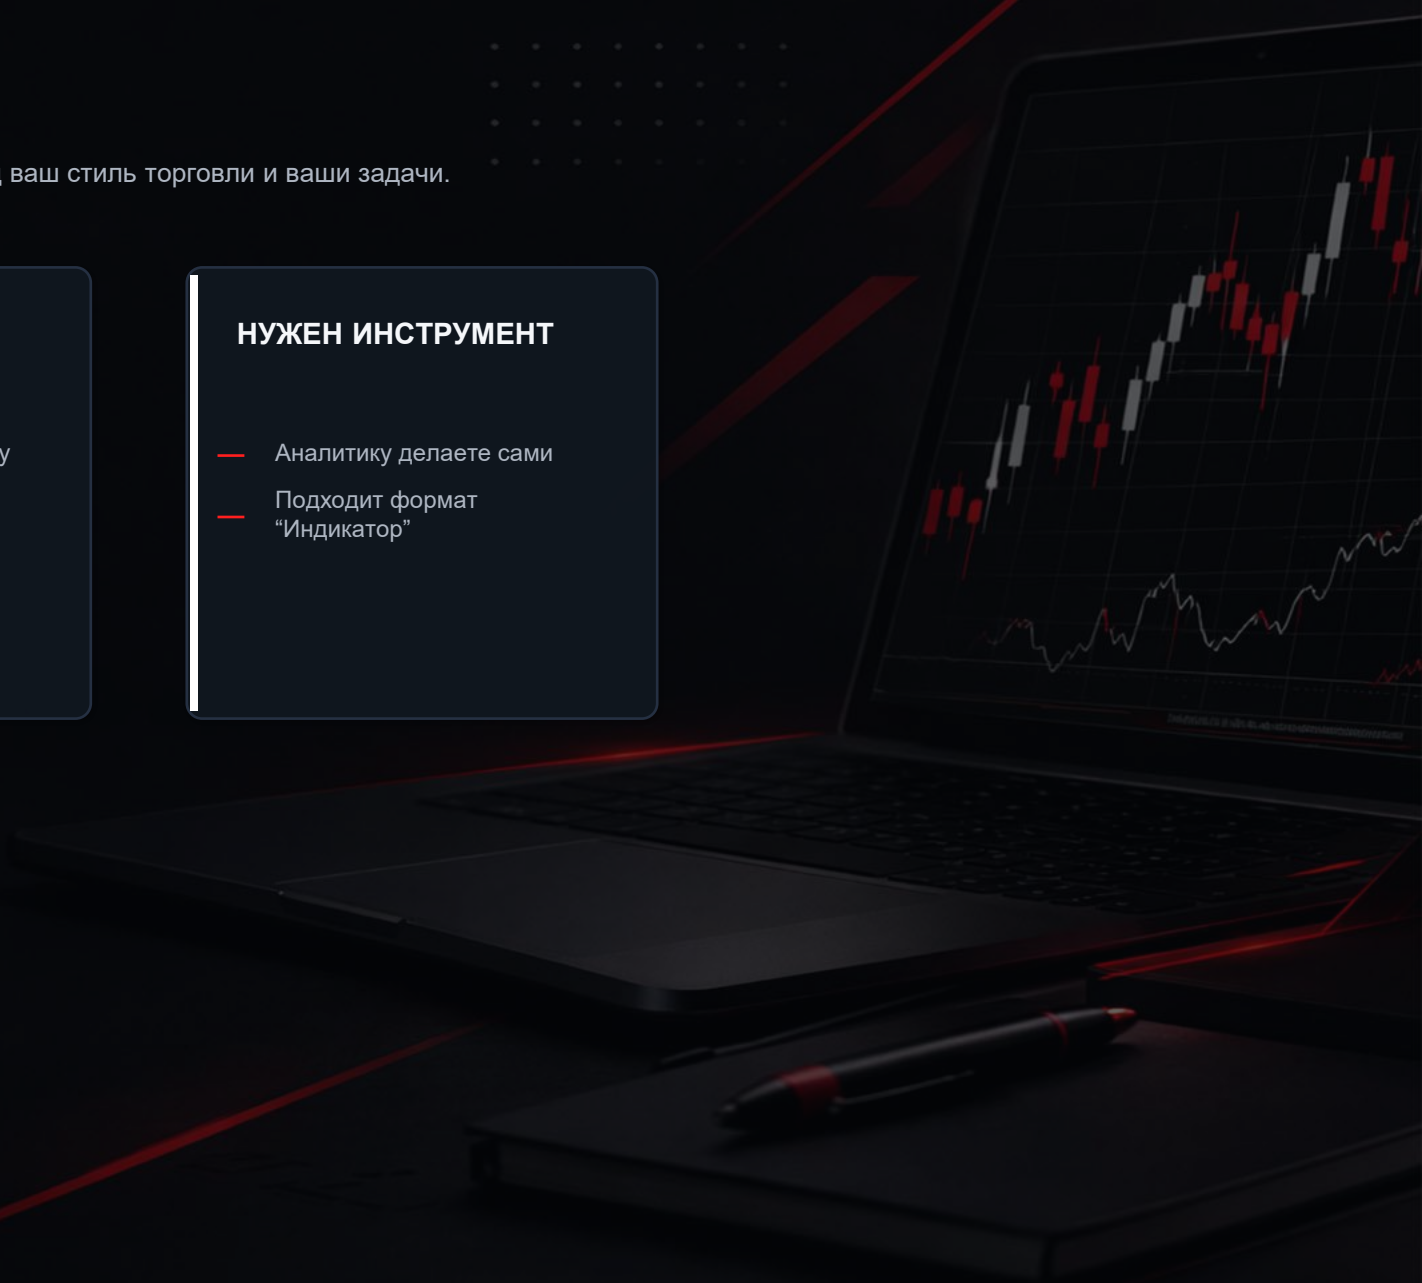 ваш стиль торговли и ваши задачи.
НУЖЕН ИНСТРУМЕНТ
у
— Аналитику делаете сами
— Подходит формат
“Индикатор”